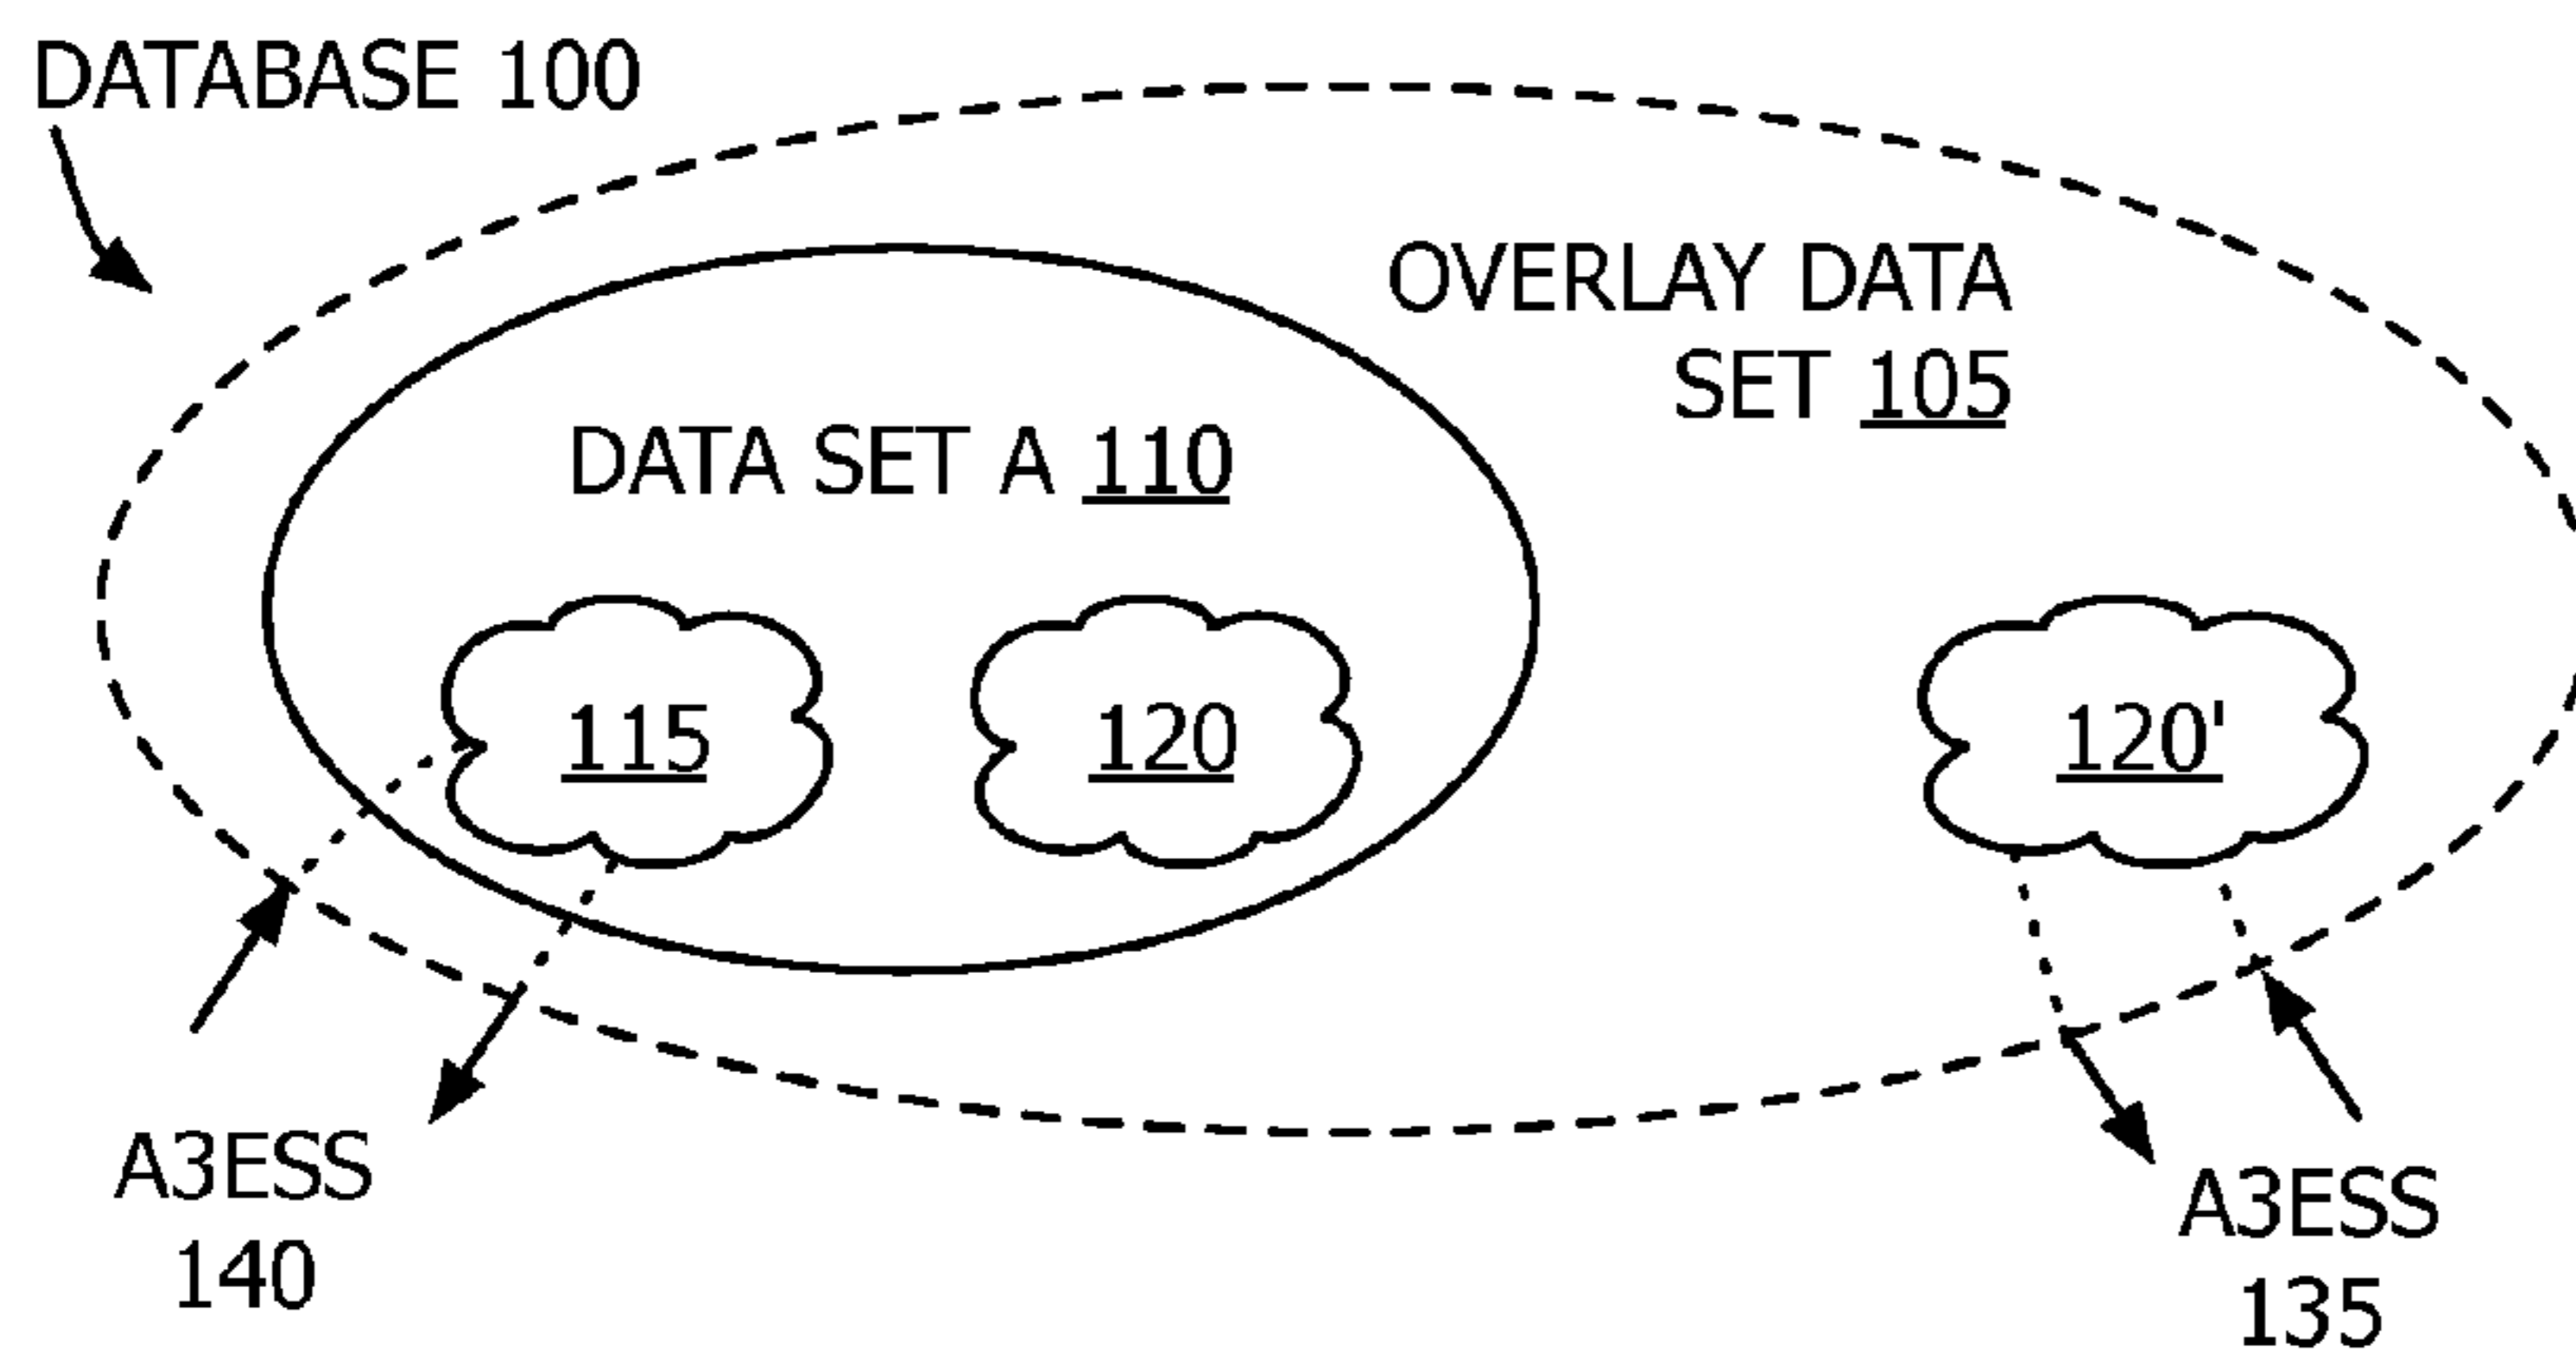 DATABASE 100
OVERLAY DATA
SET 105
DATA SET A 110
115
120
120'
A3ESS
140
A3ESS
135